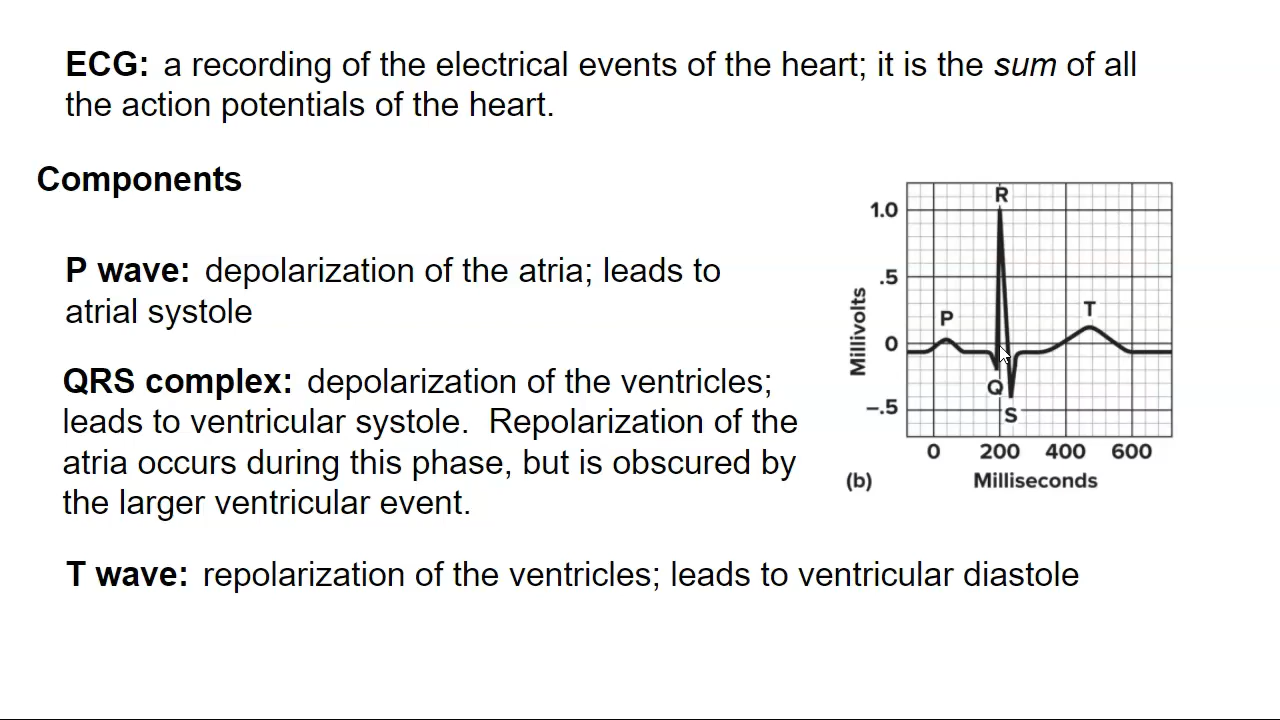 ECG: a recording of the electrical events of the heart; it is the sum of all
the action potentials of the heart.
Components
P wave: depolarization of the atria; leads to
atrial systole
QRS complex: depolarization of the ventricles;
leads to ventricular systole. Repolarization of the
atria occurs during this phase, but is obscured by
the larger ventricular event.
T wave: repolarization of the ventricles; leads to ventricular diastole
R
1.0
.5
P
T
0
Millivolts
Q
–.5
S
0 200 400 600
(b) Milliseconds